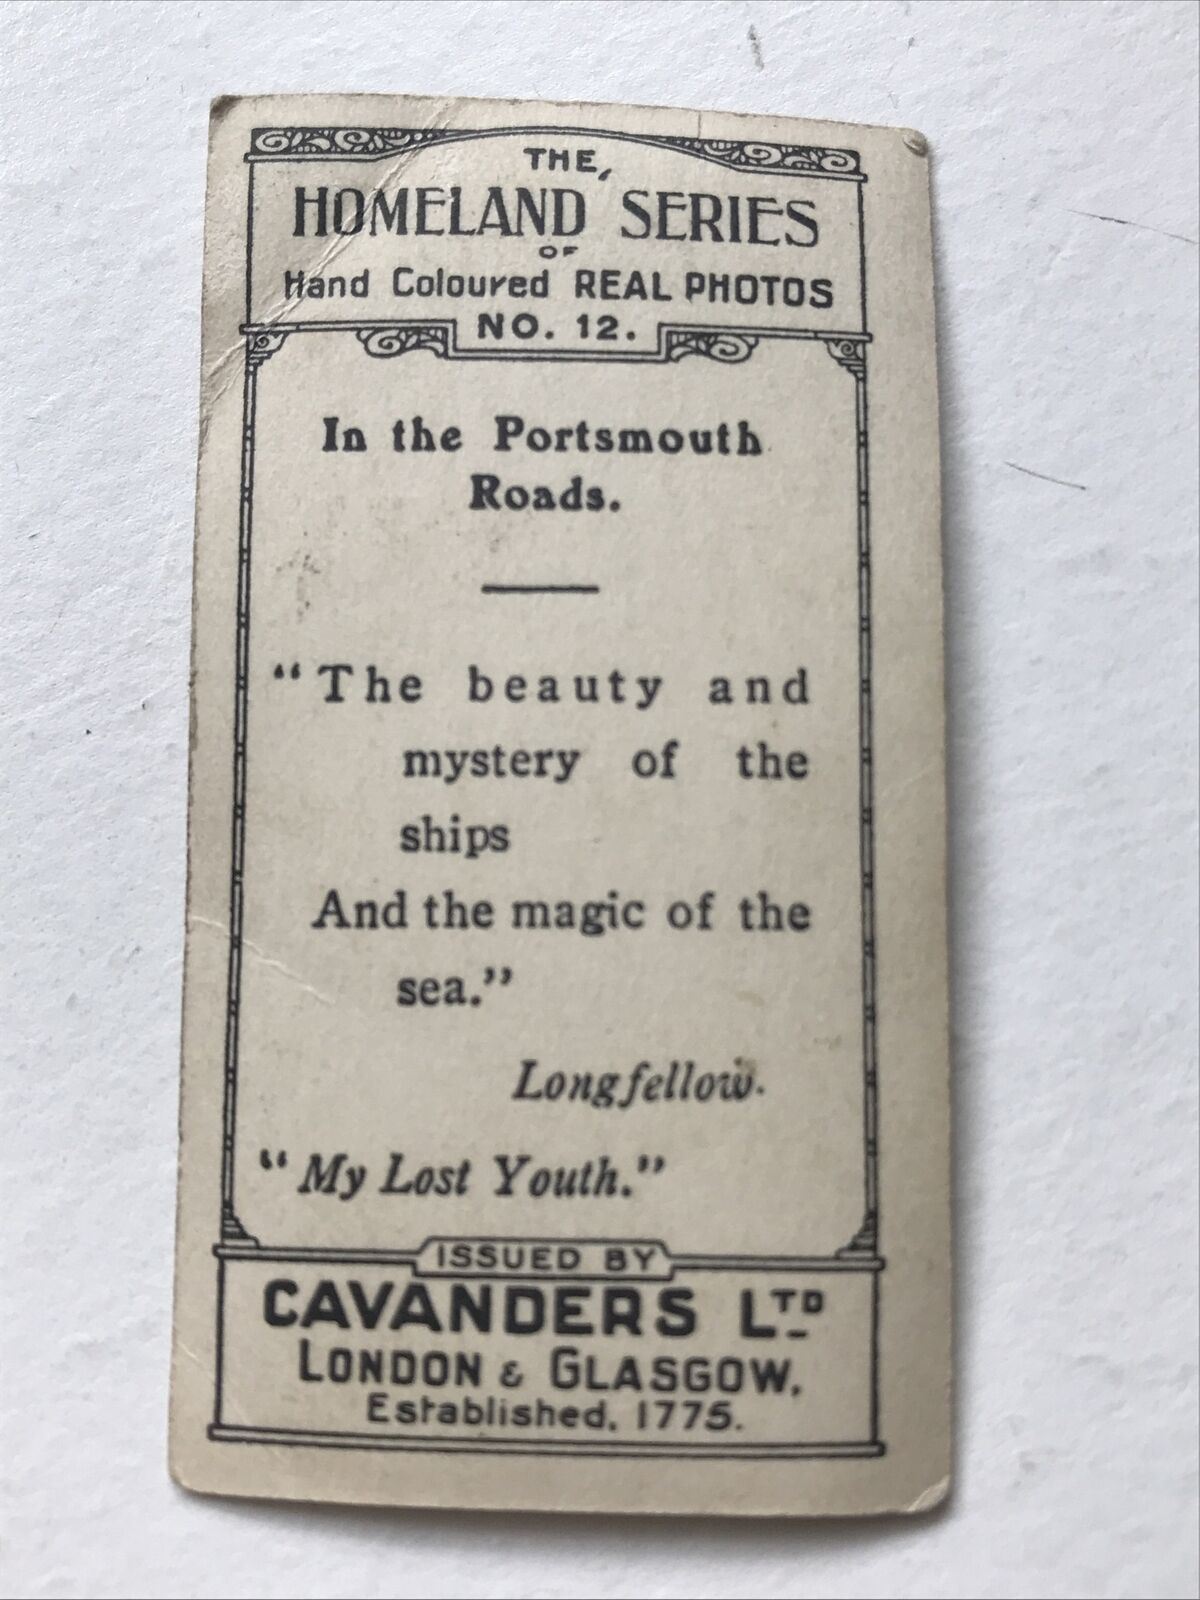 THE
HOMELAND SERIES
OF
Hand Coloured REAL PHOTOS
NO. 12.
In the Portsmouth
Roads.
"The beauty and
mystery of the
ships
And the magic of the
sea."
Longfellow.
"My Lost Youth."
ISSUED BY
CAVANDERS LTD
LONDON & GLASGOW.
Established. 1775.